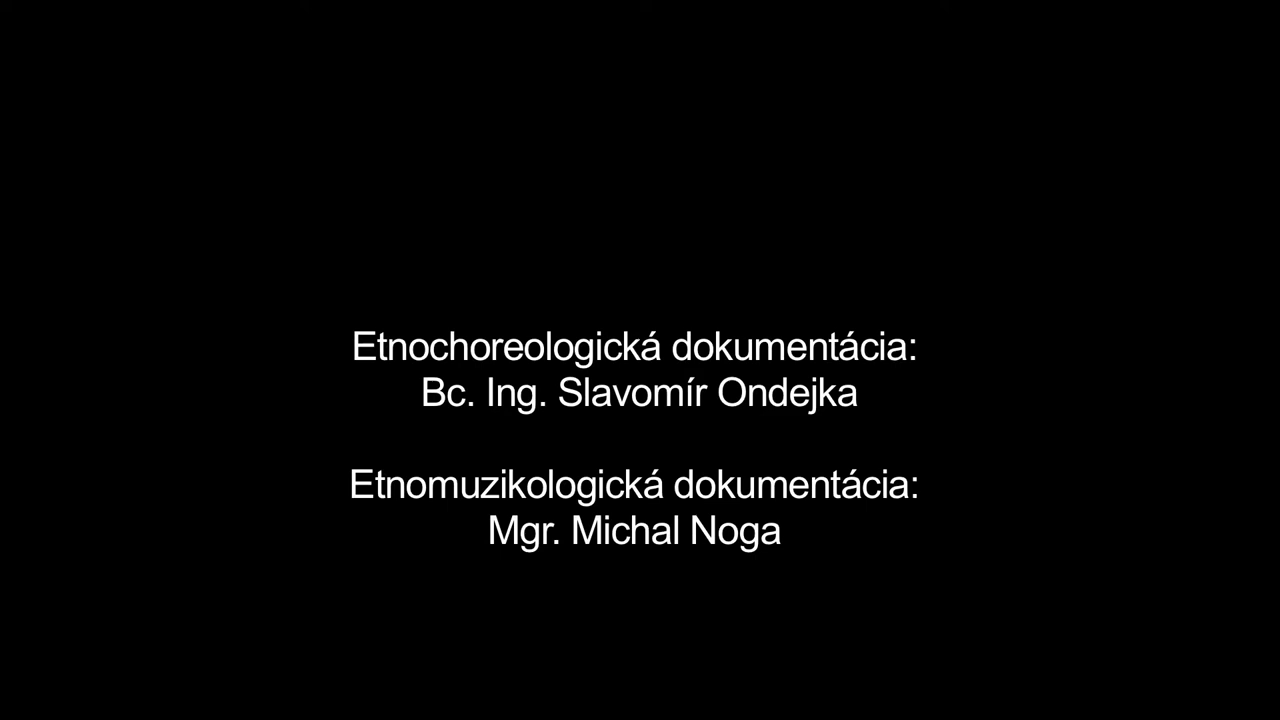 Etnochoreologická dokumentácia:
Bc. Ing. Slavomír Ondejka
Etnomuzikologická dokumentácia:
Mgr. Michal Noga